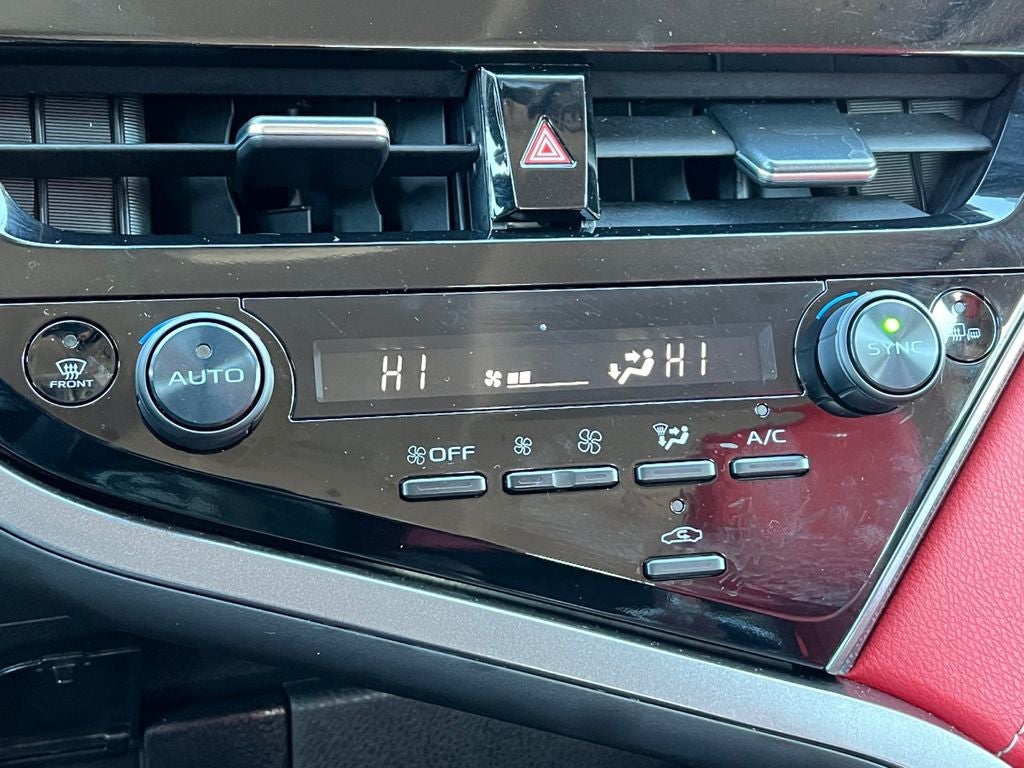 FRONT
AUTO
HI
HI
SYNC
OFF
A/C